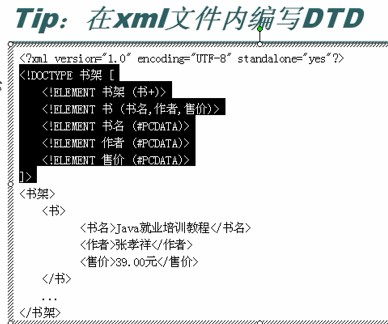 Tip：在xml文件内编写DTD
<?xml version="1.0" encoding="UTF-8" standalone="yes"?>
<!DOCTYPE 书架 [
<!ELEMENT 书架 (书+)>
<!ELEMENT 书 (书名,作者,售价)>
<!ELEMENT 书名 (#PCDATA)>
<!ELEMENT 作者 (#PCDATA)>
<!ELEMENT 售价 (#PCDATA)>
]>
<书架>
<书>
<书名>Java就业培训教程</书名>
<作者>张孝祥</作者>
<售价>39.00元</售价>
</书>
...
</书架>